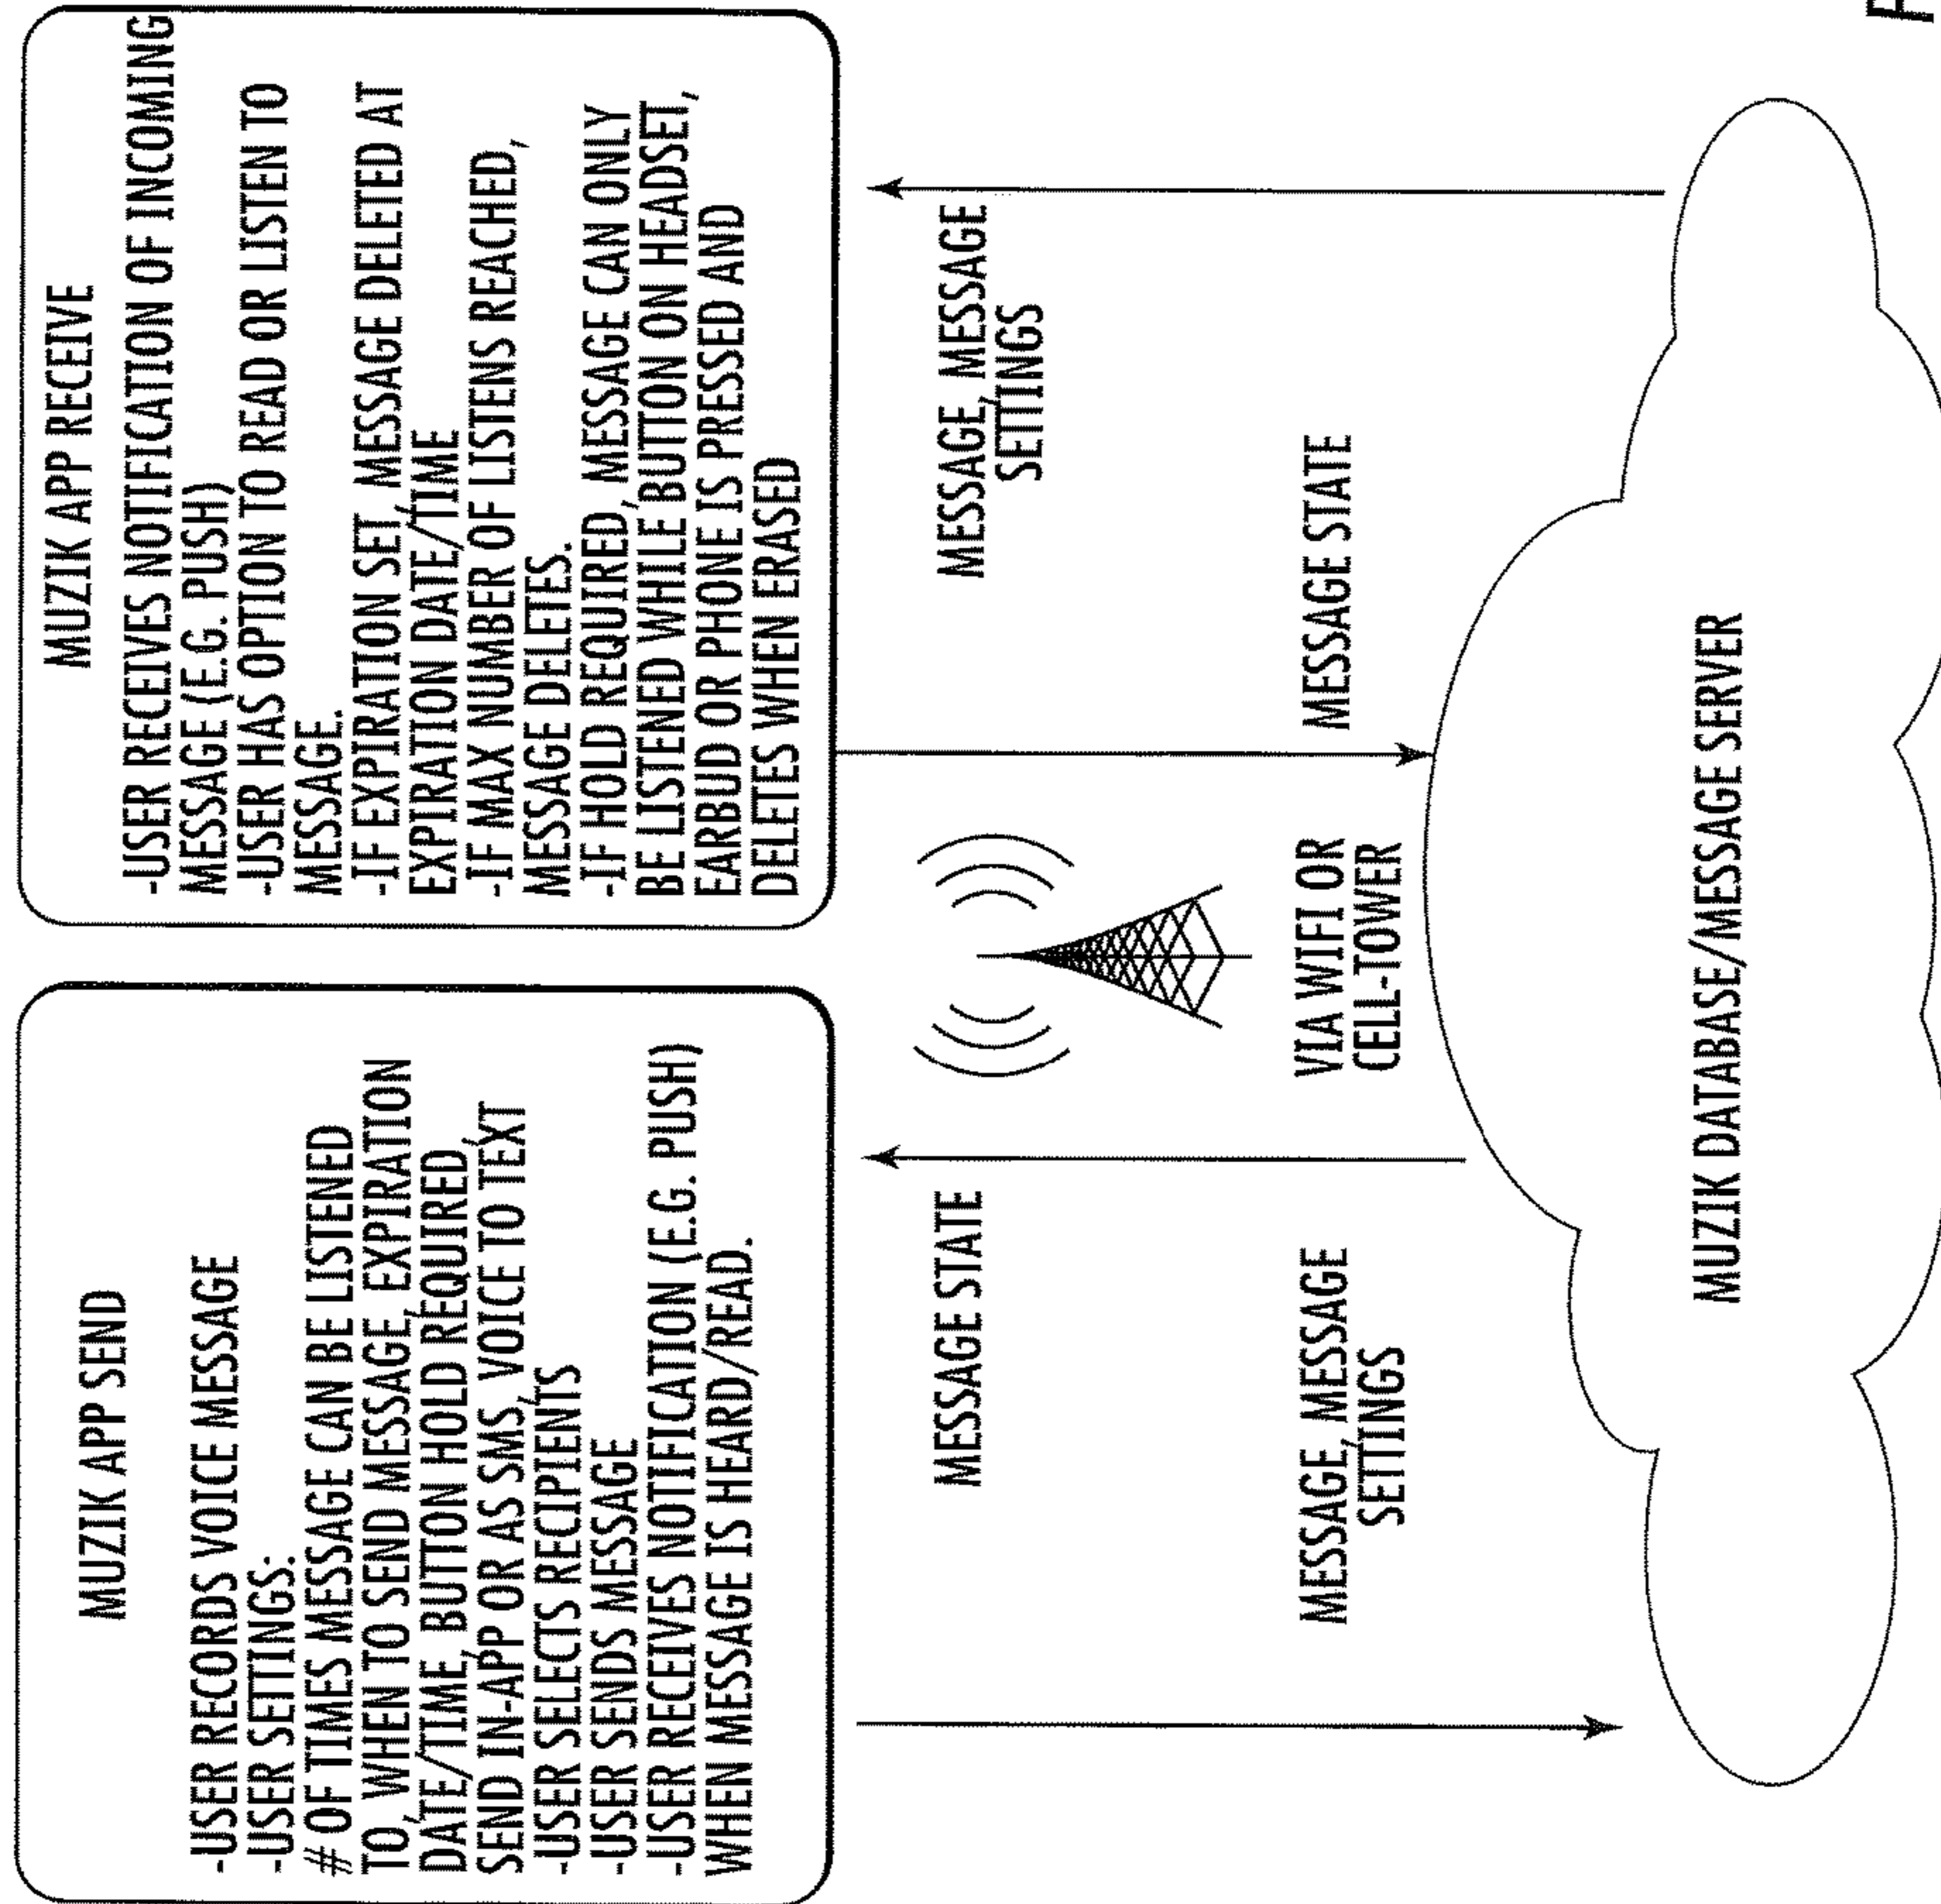 MUZIK APP SEND
-USER RECORDS VOICE MESSAGE
-USER SETTINGS:
# OF TIMES MESSAGE CAN BE LISTENED
TO, WHEN TO SEND MESSAGE, EXPIRATION
DATE/TIME, BUTTON HOLD REQUIRED,
SEND IN-APP OR AS SMS, VOICE TO TEXT
-USER SELECTS RECIPIENTS
-USER SENDS MESSAGE
-USER RECEIVES NOTIFICATION (E.G. PUSH)
WHEN MESSAGE IS HEARD/READ.
MUZIK APP RECEIVE
-USER RECEIVES NOTIFICATION OF INCOMING
MESSAGE (E.G. PUSH)
-USER HAS OPTION TO READ OR LISTEN TO
MESSAGE.
-IF EXPIRATION SET, MESSAGE DELETED AT
EXPIRATION DATE/TIME
-IF MAX NUMBER OF LISTENS REACHED,
MESSAGE DELETES.
-IF HOLD REQUIRED, MESSAGE CAN ONLY
BE LISTENED WHILE BUTTON ON HEADSET,
EARBUD OR PHONE IS PRESSED AND
DELETES WHEN ERASED
MESSAGE STATE
MESSAGE, MESSAGE
SETTINGS
VIA WIFI OR
CELL-TOWER
MESSAGE, MESSAGE
SETTINGS
MESSAGE STATE
MUZIK DATABASE/MESSAGE SERVER